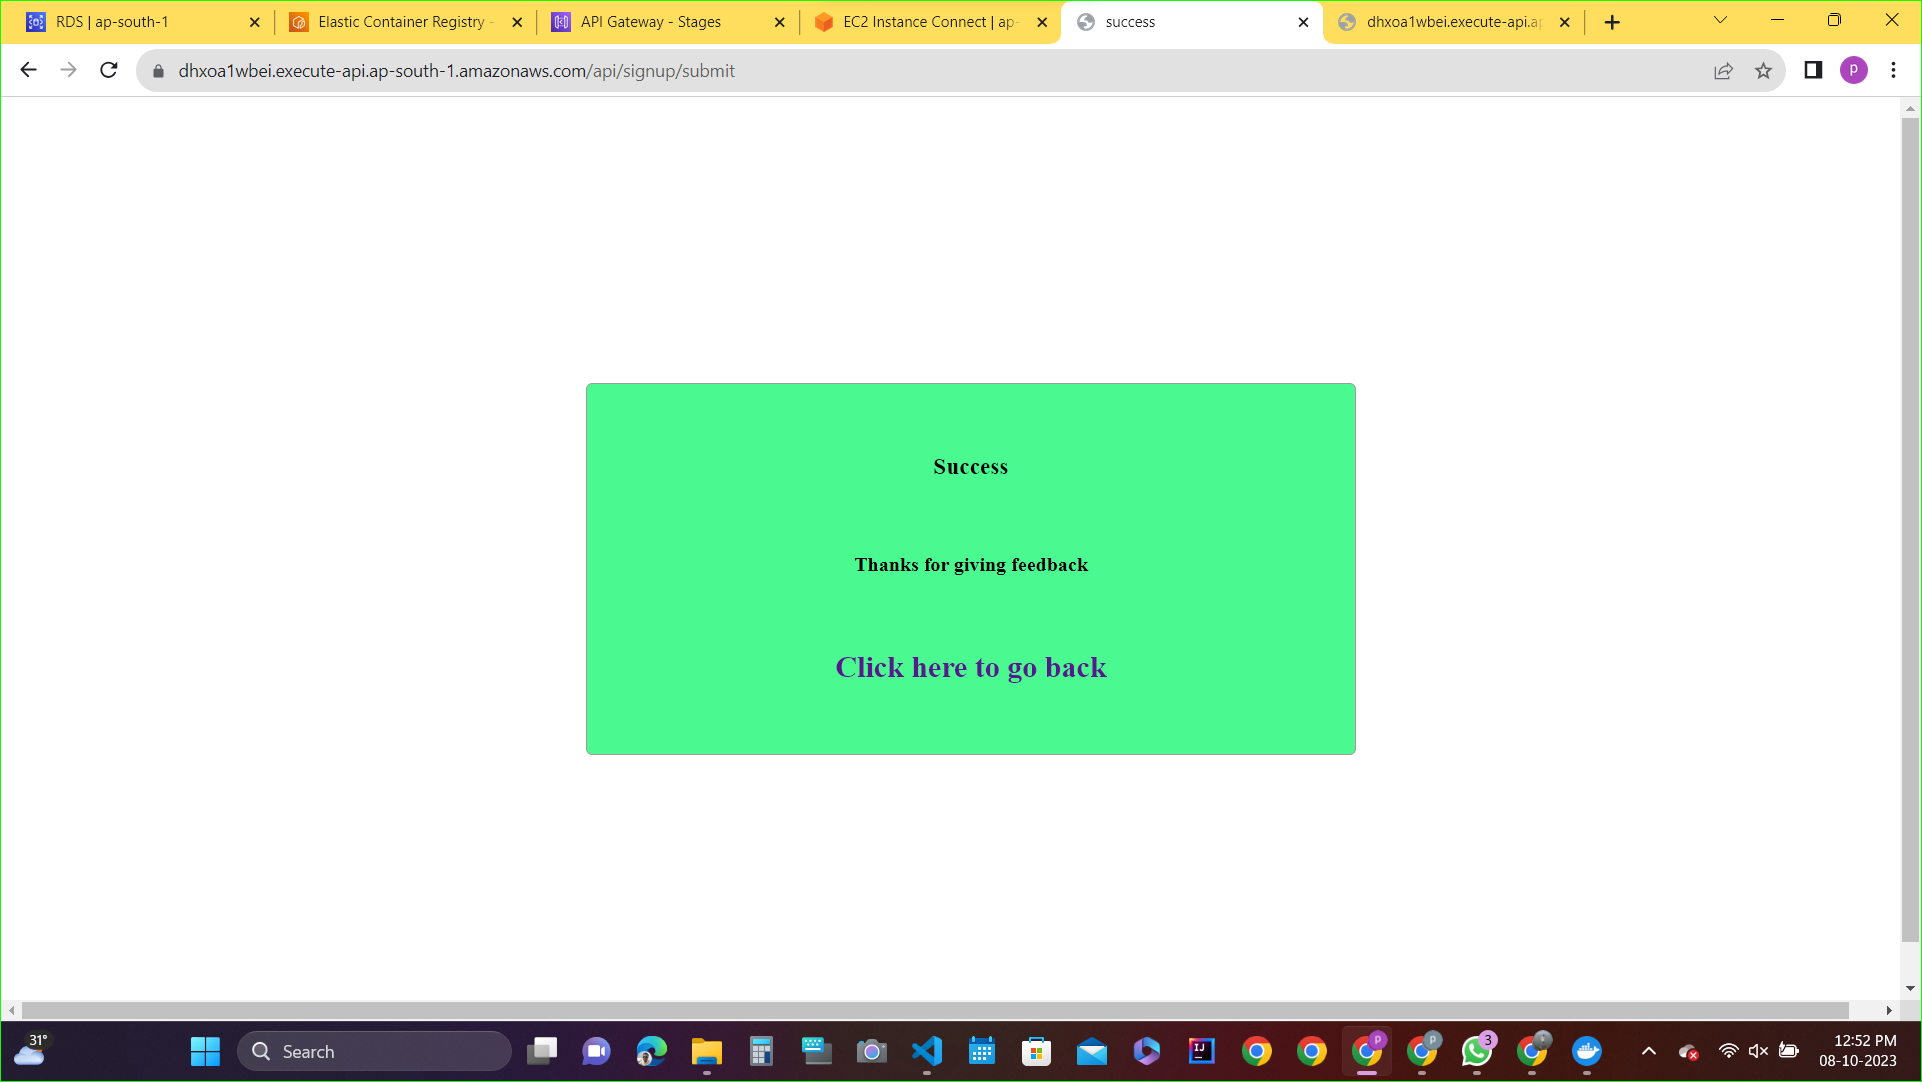 RDS | ap-south-1
Elastic Container Registry -
API Gateway - Stages
EC2 Instance Connect | ap-
success
dhxoa1wbei.execute-api.ap
dhxoa1wbei.execute-api.ap-south-1.amazonaws.com/api/signup/submit
P
Success
Thanks for giving feedback
Click here to go back
31°
Search
P
P
3
12:52 PM
08-10-2023